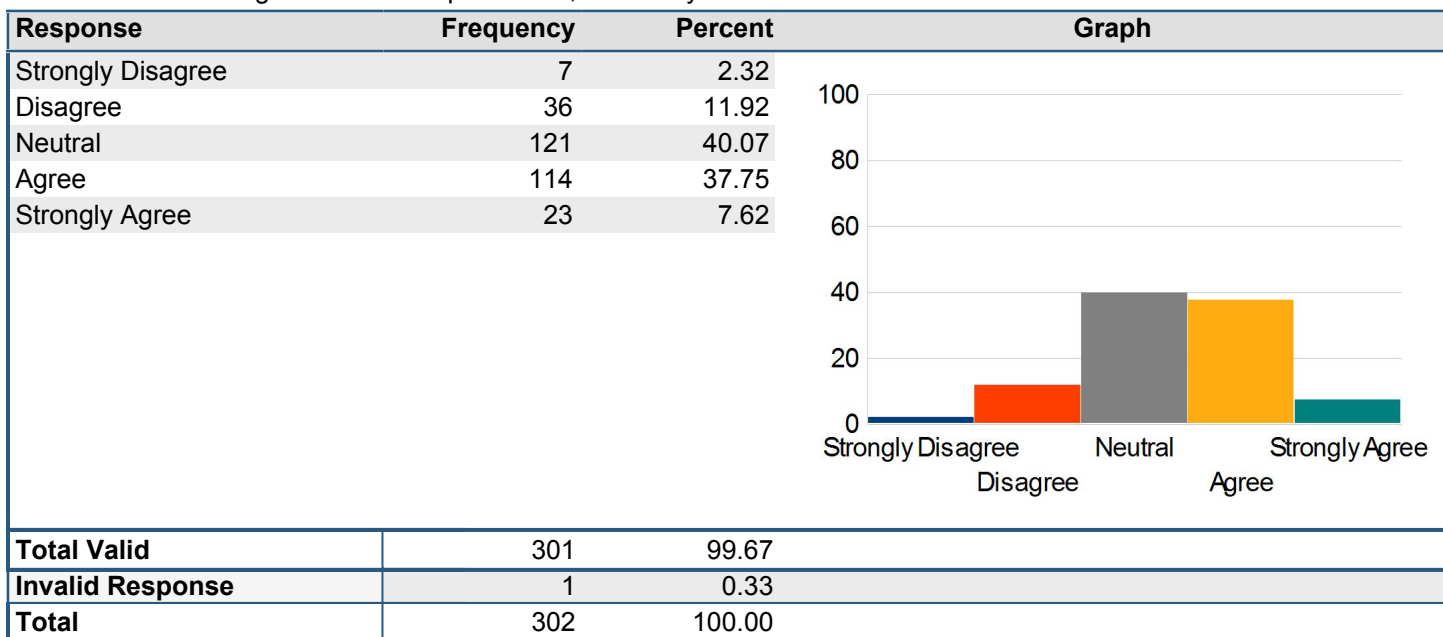 Response Frequency Percent Graph
Strongly Disagree 7 2.32
Disagree 36 11.92
Neutral 121 40.07
Agree 114 37.75
Strongly Agree 23 7.62
100
80
60
40
20
0
Strongly Disagree Neutral Strongly Agree
Disagree Agree
Total Valid 301 99.67
Invalid Response 1 0.33
Total 302 100.00